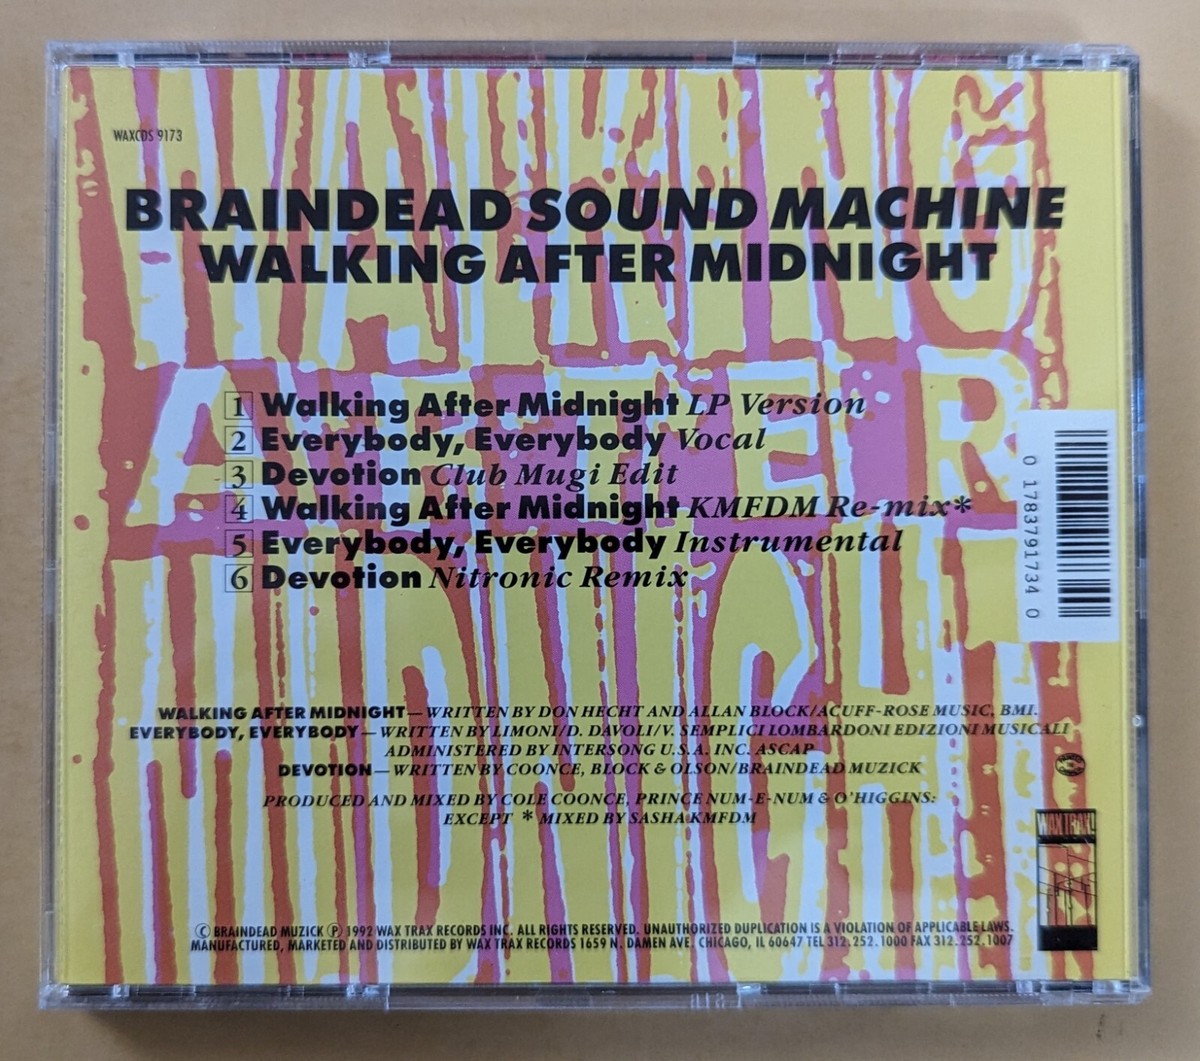 WAXCDS 9173
BRAINDEAD SOUND MACHINE
WALKING AFTER MIDNIGHT
WALKING
AFTER
MIDNIGHT
1 Walking After Midnight LP Version
2 Everybody, Everybody Vocal
3 Devotion Club Mugi Edit
4 Walking After Midnight KMFDM Re-mix*
5 Everybody, Everybody Instrumental
6 Devotion Nitronic Remix
0 1783791734 0
WALKING AFTER MIDNIGHT—WRITTEN BY DON HECHT AND ALLAN BLOCK/ACUFF-ROSE MUSIC, BMI.
EVERYBODY, EVERYBODY—WRITTEN BY LIMONI/D. DAVOLI/V. SEMPLICI LOMBARDONI EDIZIONI MUSICALI
ADMINISTERED BY INTERSONG U.S.A. INC. ASCAP
DEVOTION—WRITTEN BY COONCE, BLOCK & OLSON/BRAINDEAD MUZICK
PRODUCED AND MIXED BY COLE COONCE, PRINCE NUM-E-NUM & O'HIGGINS:
EXCEPT * MIXED BY SASHA KMFDM
WAX TRAX!
Ⓒ BRAINDEAD MUZICK Ⓟ 1992 WAX TRAX RECORDS INC. ALL RIGHTS RESERVED. UNAUTHORIZED DUPLICATION IS A VIOLATION OF APPLICABLE LAWS.
MANUFACTURED, MARKETED AND DISTRIBUTED BY WAX TRAX RECORDS 1659 N. DAMEN AVE. CHICAGO, IL 60647 TEL 312.252.1000 FAX 312.252.1007